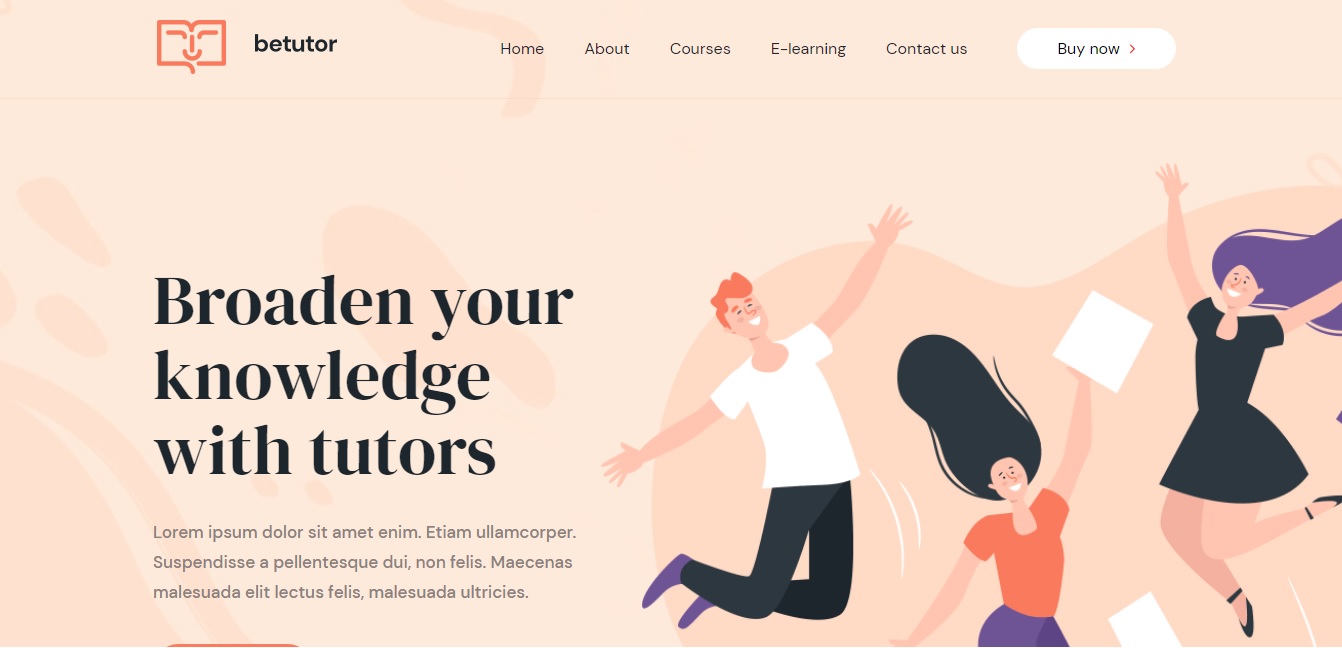 betutor
Home
About
Courses
E-learning
Contact us
Buy now
Broaden your
knowledge
with tutors
Lorem ipsum dolor sit amet enim. Etiam ullamcorper.
Suspendisse a pellentesque dui, non felis. Maecenas
malesuada elit lectus felis, malesuada ultricies.